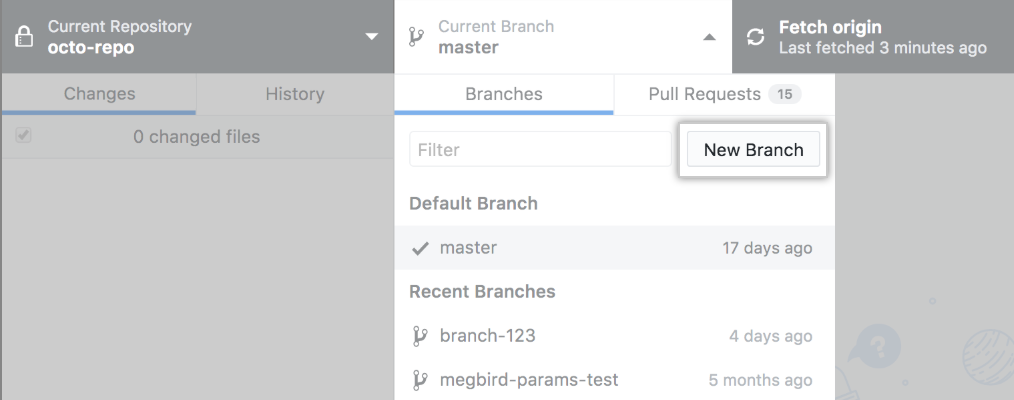 Current Repository
octo-repo
Current Branch
master
Fetch origin
Last fetched 3 minutes ago
Changes
History
Branches
Pull Requests 15
0 changed files
Filter
New Branch
Default Branch
master 17 days ago
Recent Branches
branch-123 4 days ago
megbird-params-test 5 months ago
?